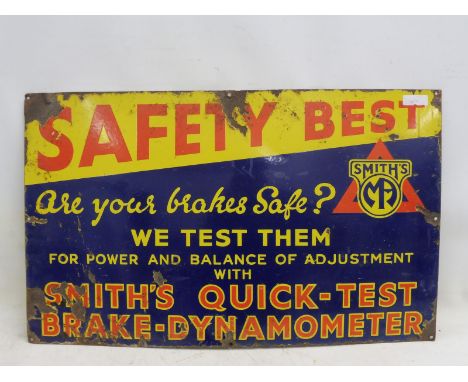 SAFETY BEST
Are your brakes Safe?
SMITH'S
MA
WE TEST THEM
FOR POWER AND BALANCE OF ADJUSTMENT
WITH
SMITH'S QUICK-TEST
BRAKE-DYNAMOMETER